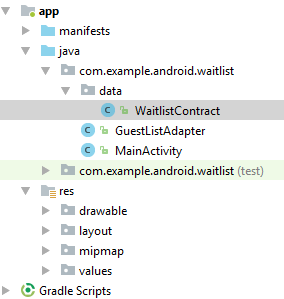 app
manifests
java
com.example.android.waitlist
data
WaitlistContract
GuestListAdapter
MainActivity
com.example.android.waitlist (test)
res
drawable
layout
mipmap
values
Gradle Scripts